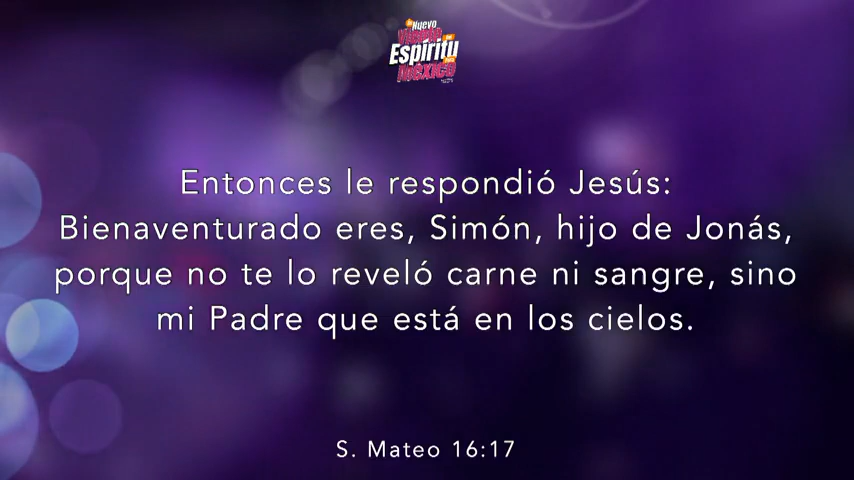 Nuevo
Espíritu
México
Entonces le respondió Jesús:
Bienaventurado eres, Simón, hijo de Jonás,
porque no te lo reveló carne ni sangre, sino
mi Padre que está en los cielos.
S. Mateo 16:17